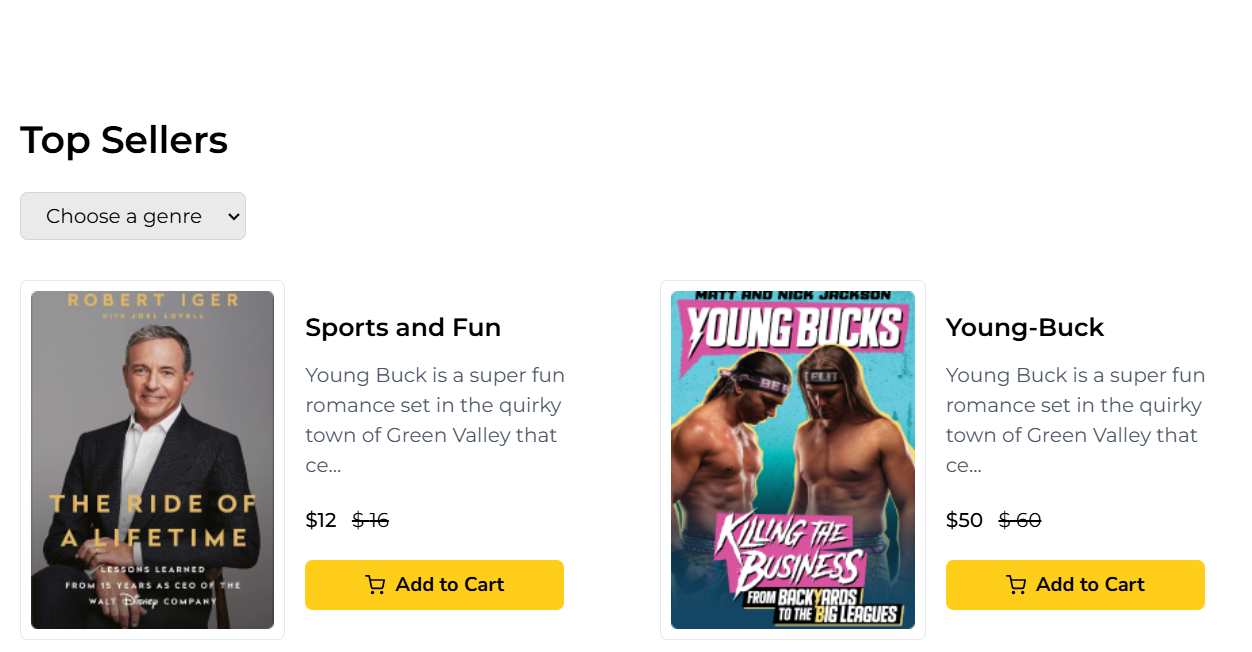 Top Sellers
Choose a genre
ROBERT IGER
WITH JOEL LOVELL
THE RIDE OF
A LIFETIME
LESSONS LEARNED
FROM 15 YEARS AS CEO OF THE
WALT Disney COMPANY
Sports and Fun
Young Buck is a super fun
romance set in the quirky
town of Green Valley that
ce...
$12 $ 16
Add to Cart
MATT AND NICK JACKSON
YOUNG BUCKS
KILLING THE
BUSINESS
FROM BACKYARDS
TO THE BIG LEAGUES
Young-Buck
Young Buck is a super fun
romance set in the quirky
town of Green Valley that
ce...
$50 $ 60
Add to Cart